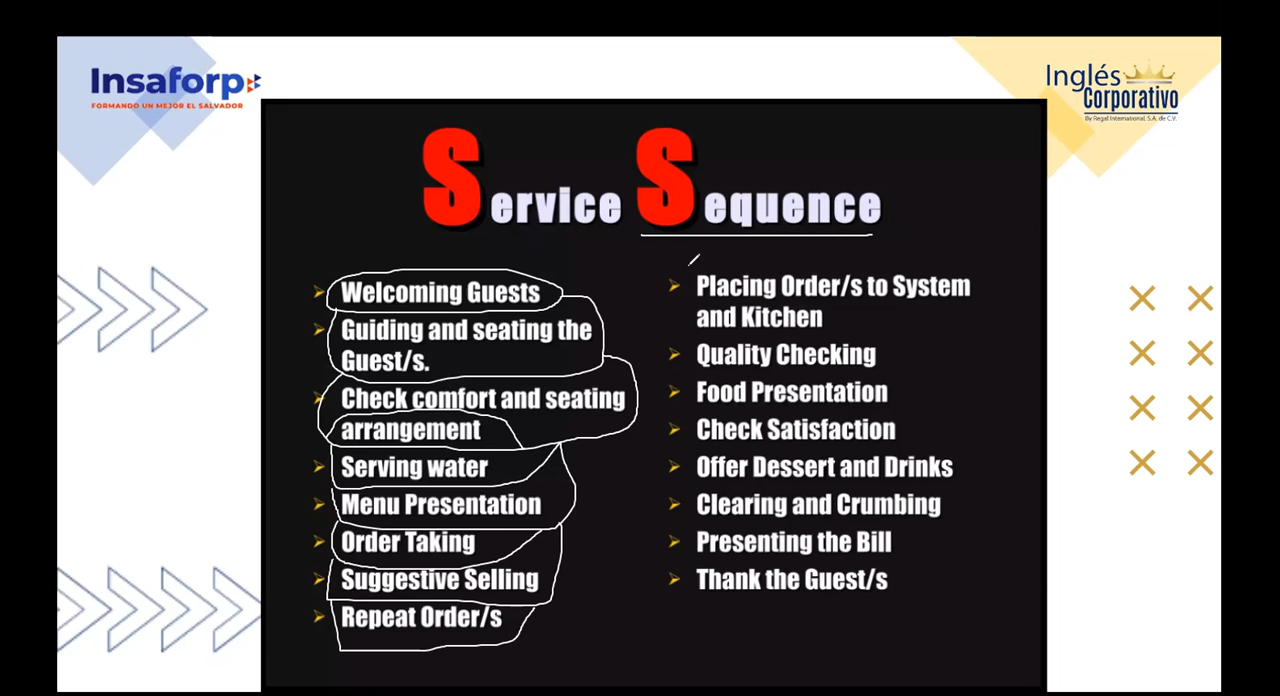 Insaforp
FORMANDO UN MEJOR EL SALVADOR
Inglés
Corporativo
By Regal International, S.A. de C.V.
Service Sequence
Welcoming Guests
Guiding and seating the
Guest/s.
Check comfort and seating
arrangement
Serving water
Menu Presentation
Order Taking
Suggestive Selling
Repeat Order/s
Placing Order/s to System
and Kitchen
Quality Checking
Food Presentation
Check Satisfaction
Offer Dessert and Drinks
Clearing and Crumbing
Presenting the Bill
Thank the Guest/s